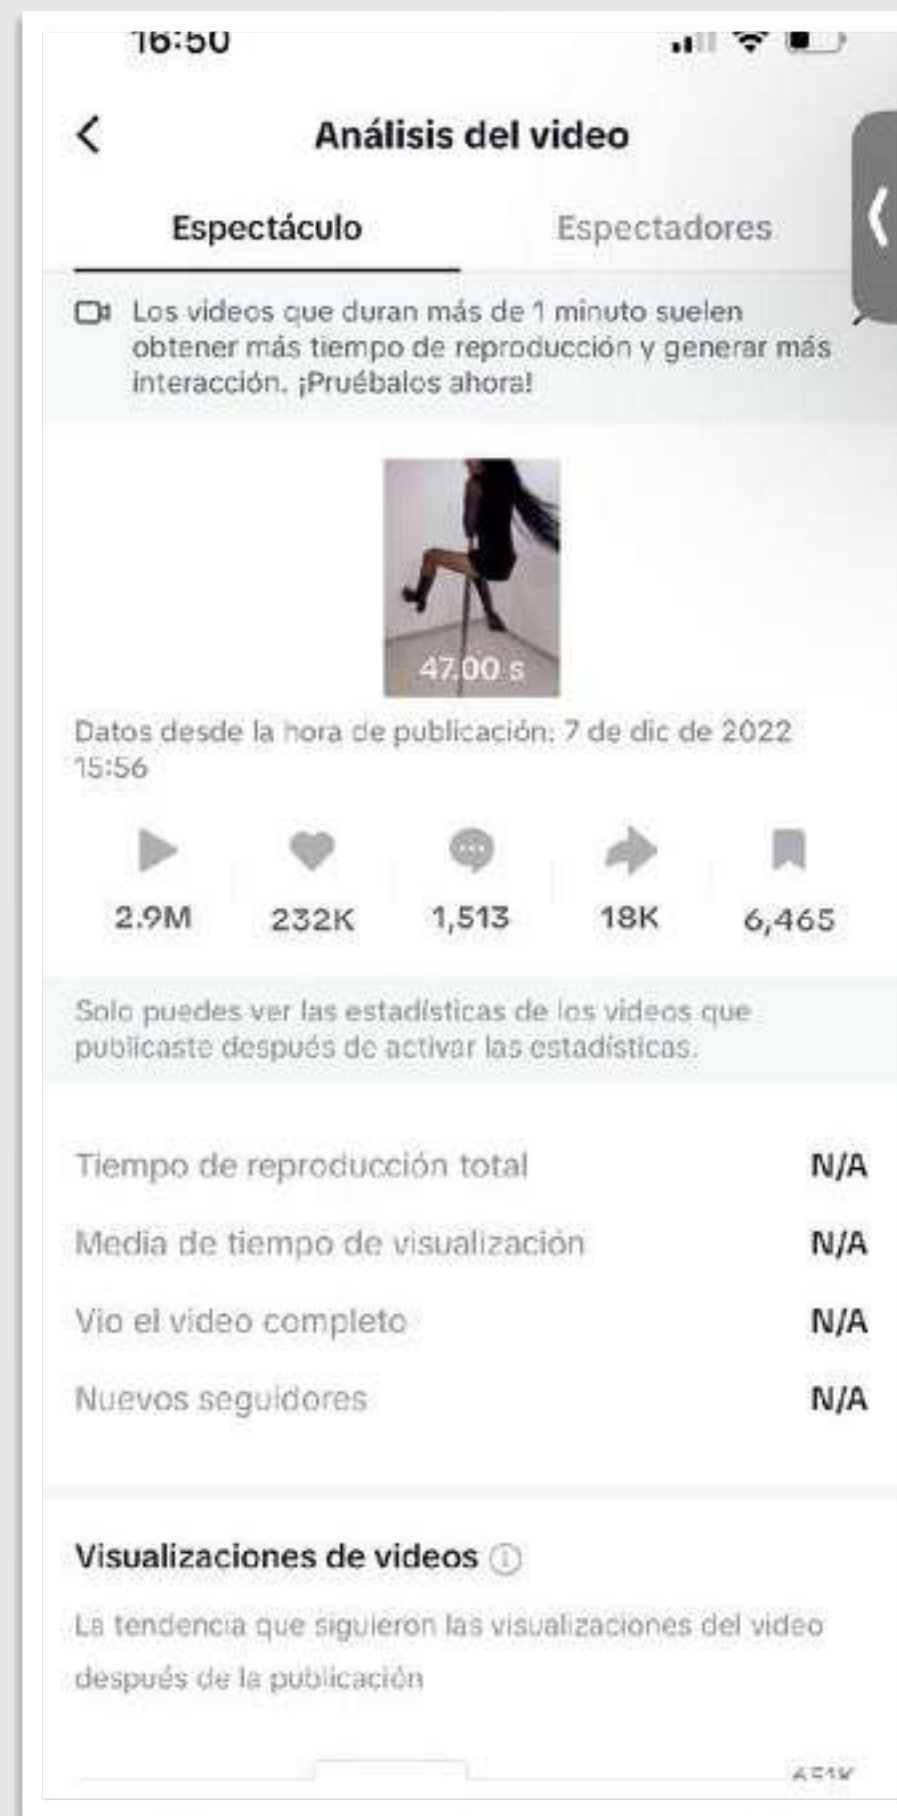 16:50
Análisis del video
Espectáculo
Espectadores
Los videos que duran más de 1 minuto suelen
obtener más tiempo de reproducción y generar más
interacción. ¡Pruébalos ahora!
47.00 s
Datos desde la hora de publicación: 7 de dic de 2022
15:56
2.9M
232K
1,513
18K
6,465
Solo puedes ver las estadísticas de los videos que
publicaste después de activar las estadísticas.
Tiempo de reproducción total N/A
Media de tiempo de visualización N/A
Vio el video completo N/A
Nuevos seguidores N/A
Visualizaciones de videos
La tendencia que siguieron las visualizaciones del video
después de la publicación